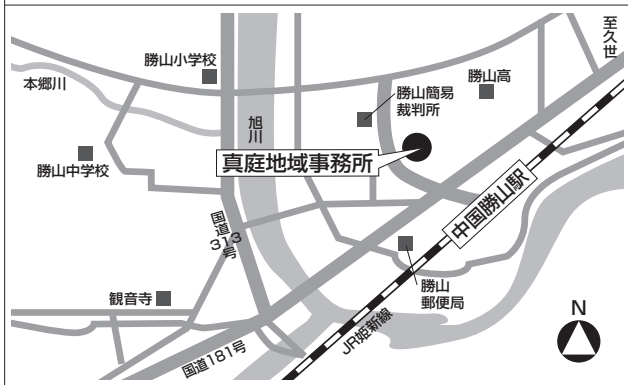 至久世
勝山小学校
本郷川
勝山高
勝山簡易
裁判所
旭川
真庭地域事務所
勝山中学校
中国勝山駅
国道
313
号
勝山
郵便局
観音寺
JR姫新線
国道181号
N